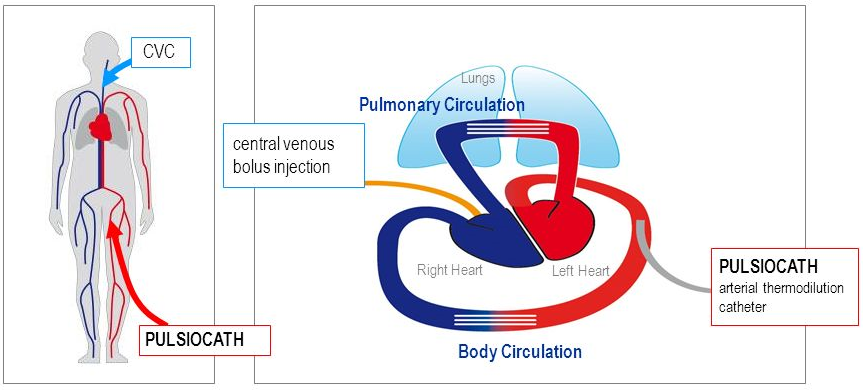 CVC
PULSIOCATH
Lungs
Pulmonary Circulation
central venous
bolus injection
Right Heart
Left Heart
PULSIOCATH
arterial thermodilution
catheter
Body Circulation